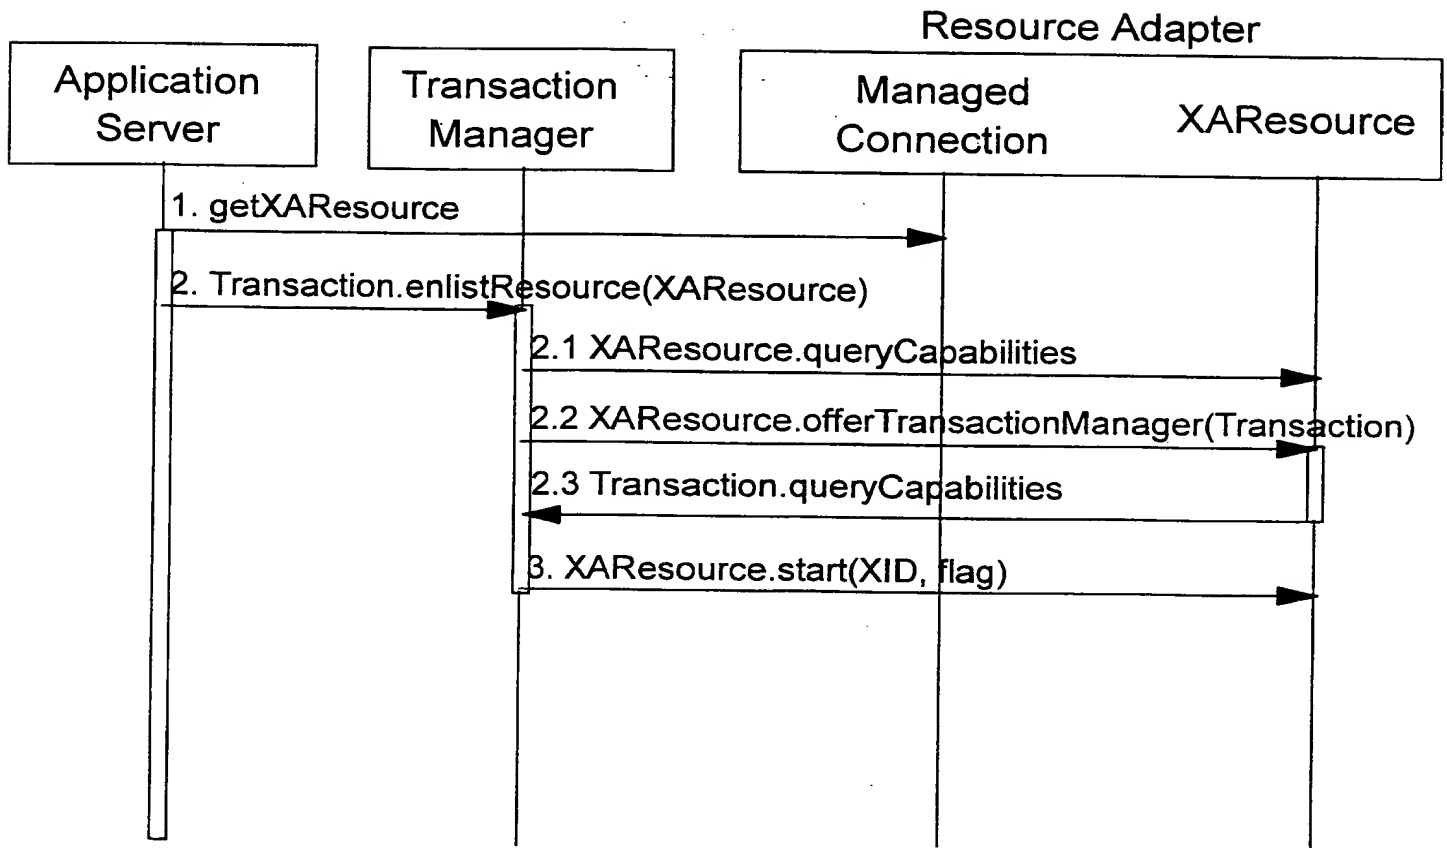 Resource Adapter
Application
Server
Transaction
Manager
Managed
Connection
XAResource
1. getXAResource
2. Transaction.enlistResource(XAResource)
2.1 XAResource.queryCapabilities
2.2 XAResource.offerTransactionManager(Transaction)
2.3 Transaction.queryCapabilities
3. XAResource.start(XID, flag)